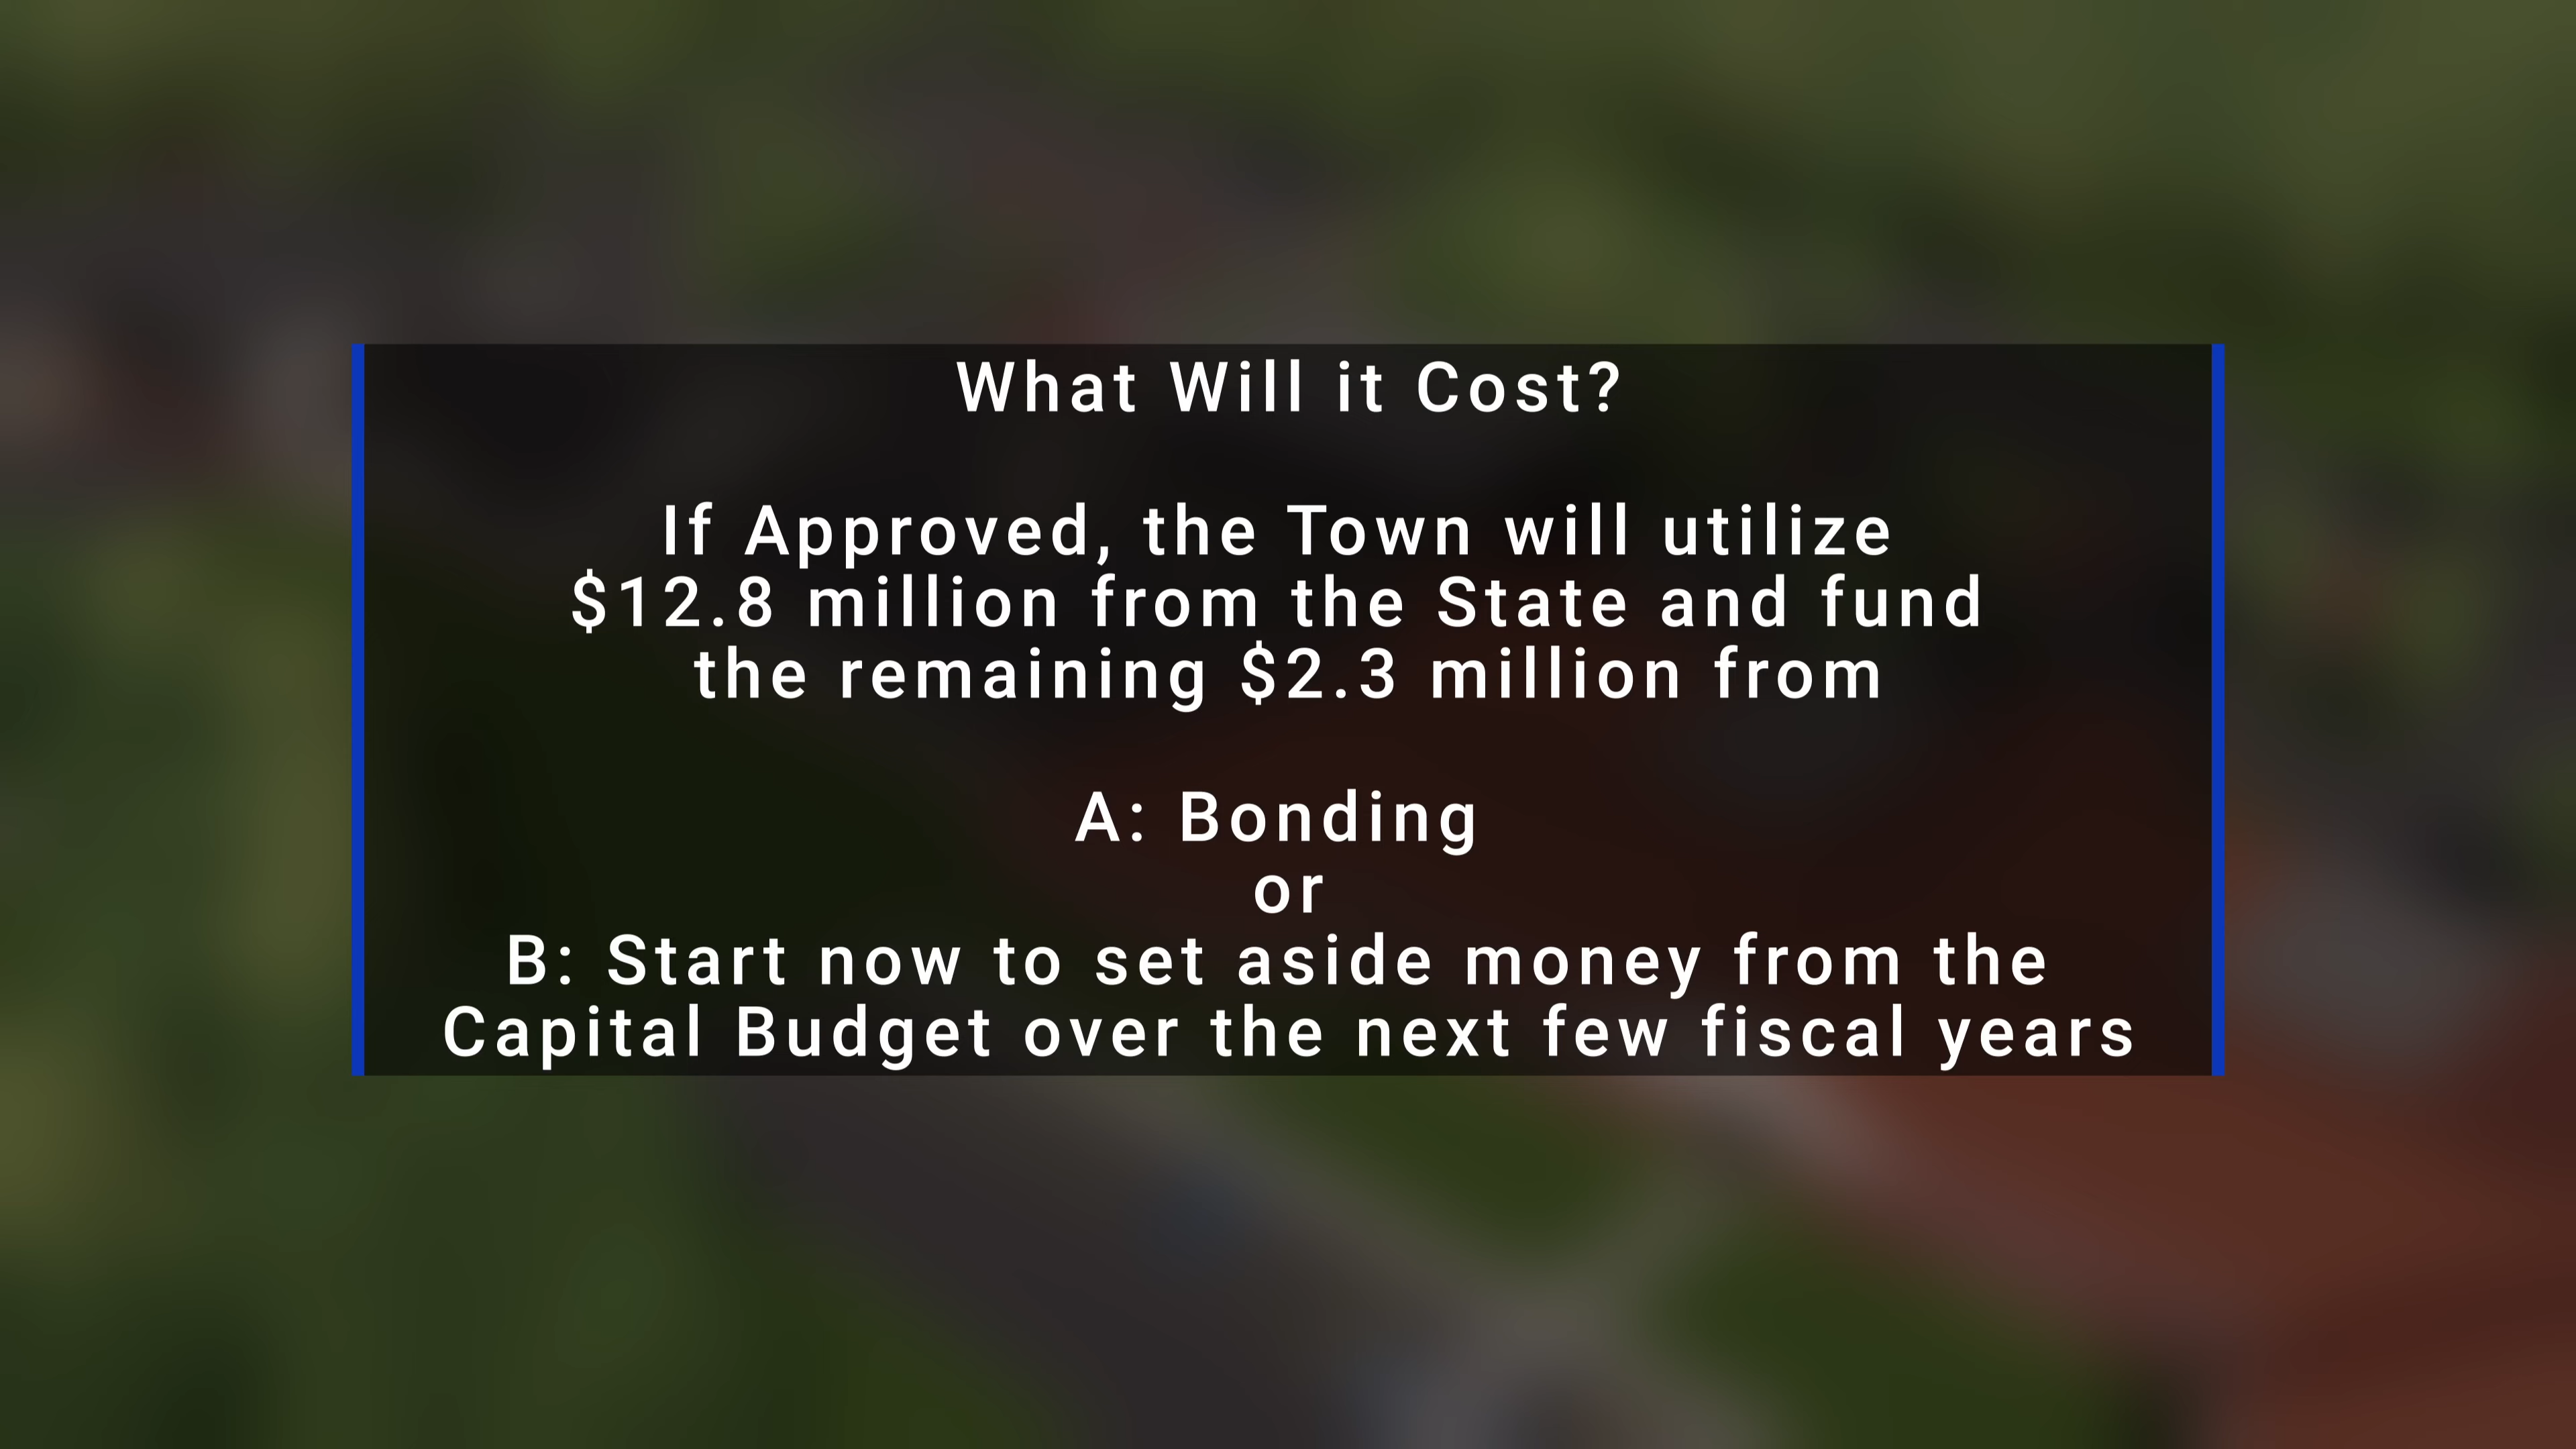 What Will it Cost?
If Approved, the Town will utilize
$12.8 million from the State and fund
the remaining $2.3 million from
A: Bonding
or
B: Start now to set aside money from the
Capital Budget over the next few fiscal years